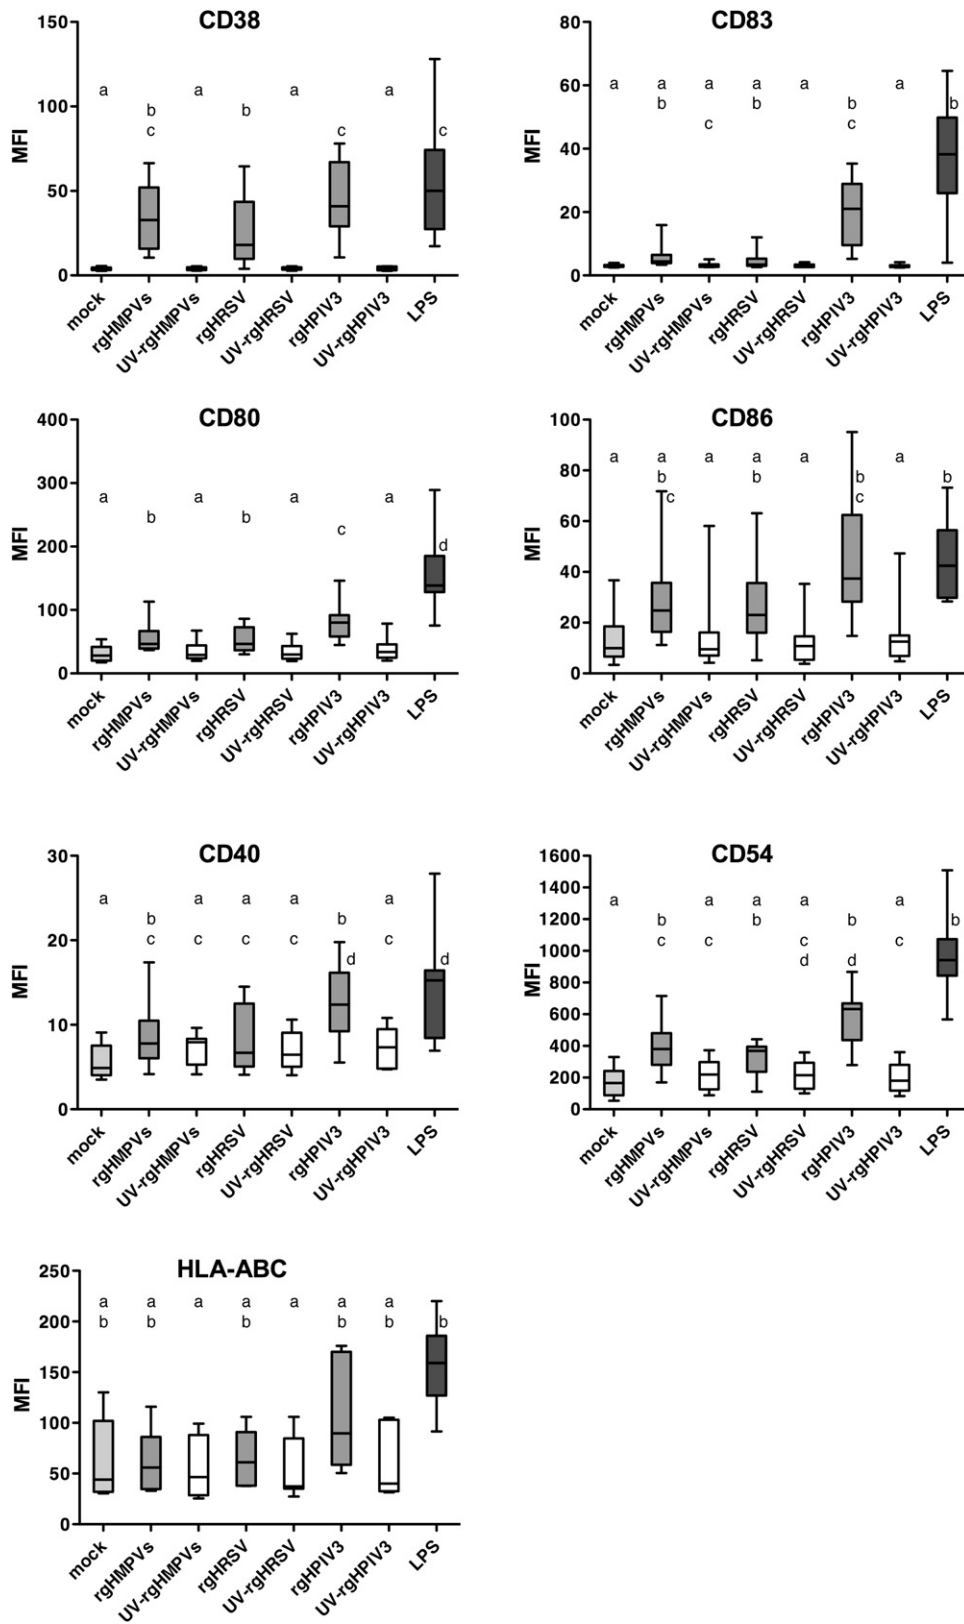 CD38
150
100
50
0
MFI
a
b
c
a
b
a
c
a
c
mock
rgHMPVs
UV-rgHMPVs
rgHRSV
UV-rgHRSV
rgHPIV3
UV-rgHPIV3
LPS
CD83
80
60
40
20
0
MFI
a
a
b
a
c
a
b
a
b
c
a
b
mock
rgHMPVs
UV-rgHMPVs
rgHRSV
UV-rgHRSV
rgHPIV3
UV-rgHPIV3
LPS
CD80
400
300
200
100
0
MFI
a
b
a
b
a
c
a
d
mock
rgHMPVs
UV-rgHMPVs
rgHRSV
UV-rgHRSV
rgHPIV3
UV-rgHPIV3
LPS
CD86
100
80
60
40
20
0
MFI
a
a
b
c
a
a
b
a
b
c
a
b
mock
rgHMPVs
UV-rgHMPVs
rgHRSV
UV-rgHRSV
rgHPIV3
UV-rgHPIV3
LPS
CD40
30
20
10
0
MFI
a
b
c
a
c
a
c
a
c
b
d
a
c
d
mock
rgHMPVs
UV-rgHMPVs
rgHRSV
UV-rgHRSV
rgHPIV3
UV-rgHPIV3
LPS
CD54
1600
1400
1200
1000
800
600
400
200
0
MFI
a
b
c
a
c
a
b
a
c
d
b
d
a
c
b
mock
rgHMPVs
UV-rgHMPVs
rgHRSV
UV-rgHRSV
rgHPIV3
UV-rgHPIV3
LPS
HLA-ABC
250
200
150
100
50
0
MFI
a
b
a
b
a
a
b
a
a
b
a
b
b
mock
rgHMPVs
UV-rgHMPVs
rgHRSV
UV-rgHRSV
rgHPIV3
UV-rgHPIV3
LPS